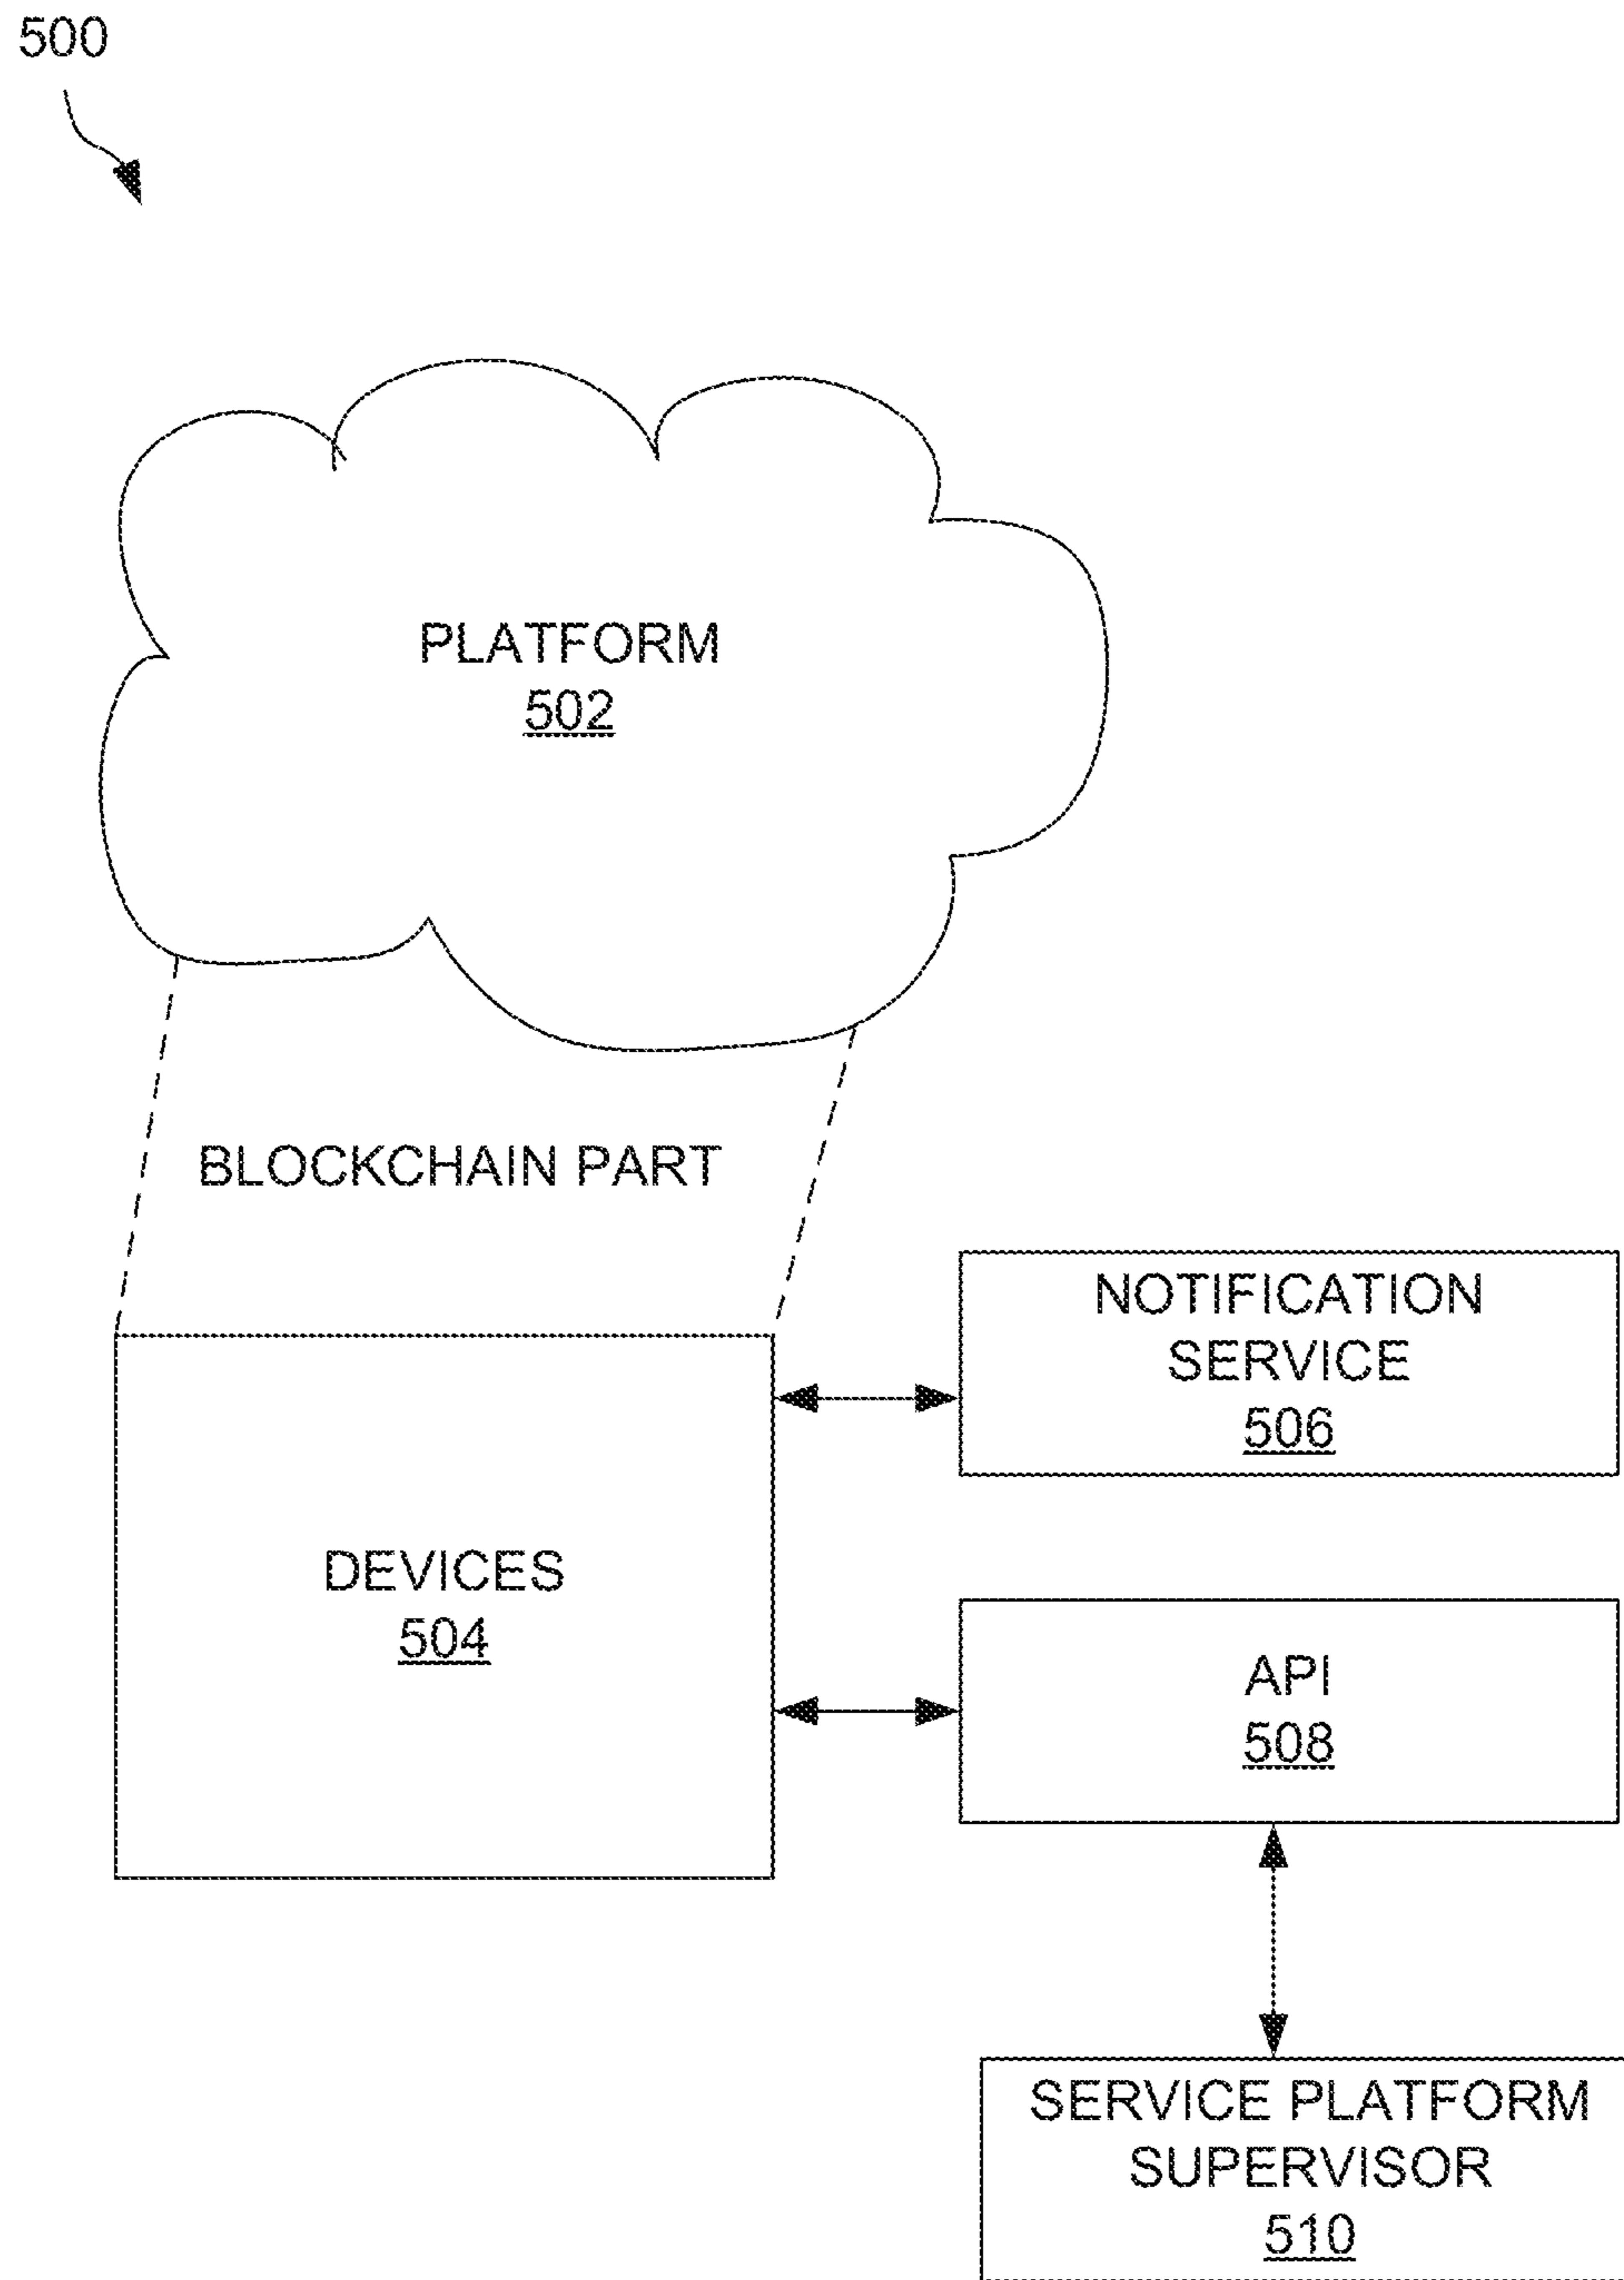 500
PLATFORM
502
BLOCKCHAIN PART
NOTIFICATION
SERVICE
506
DEVICES
504
API
508
SERVICE PLATFORM
SUPERVISOR
510